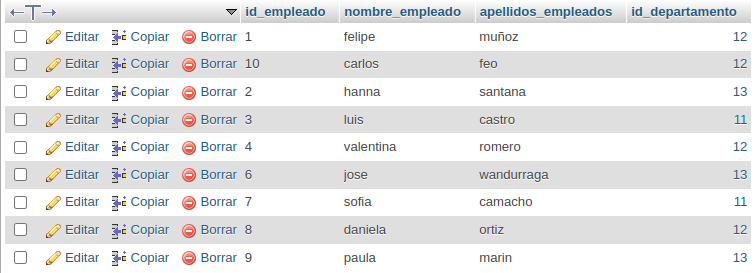 id_empleado nombre_empleado apellidos_empleados id_departamento
Editar Copiar Borrar 1 felipe muñoz 12
Editar Copiar Borrar 10 carlos feo 12
Editar Copiar Borrar 2 hanna santana 13
Editar Copiar Borrar 3 luis castro 11
Editar Copiar Borrar 4 valentina romero 12
Editar Copiar Borrar 6 jose wandurraga 13
Editar Copiar Borrar 7 sofia camacho 11
Editar Copiar Borrar 8 daniela ortiz 12
Editar Copiar Borrar 9 paula marin 13